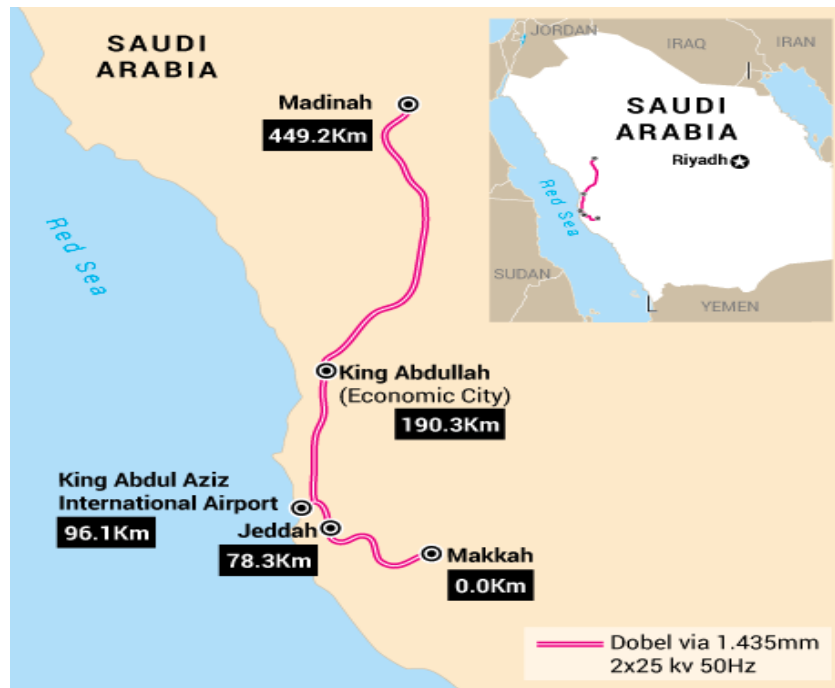 SAUDI
ARABIA
Madinah
449.2Km
Red Sea
King Abdullah
(Economic City)
190.3Km
King Abdul Aziz
International Airport
96.1Km
Jeddah
78.3Km
Makkah
0.0Km
JORDAN
IRAQ
IRAN
SAUDI
ARABIA
Riyadh
Red Sea
SUDAN
YEMEN
Dobel via 1.435mm
2x25 kv 50Hz